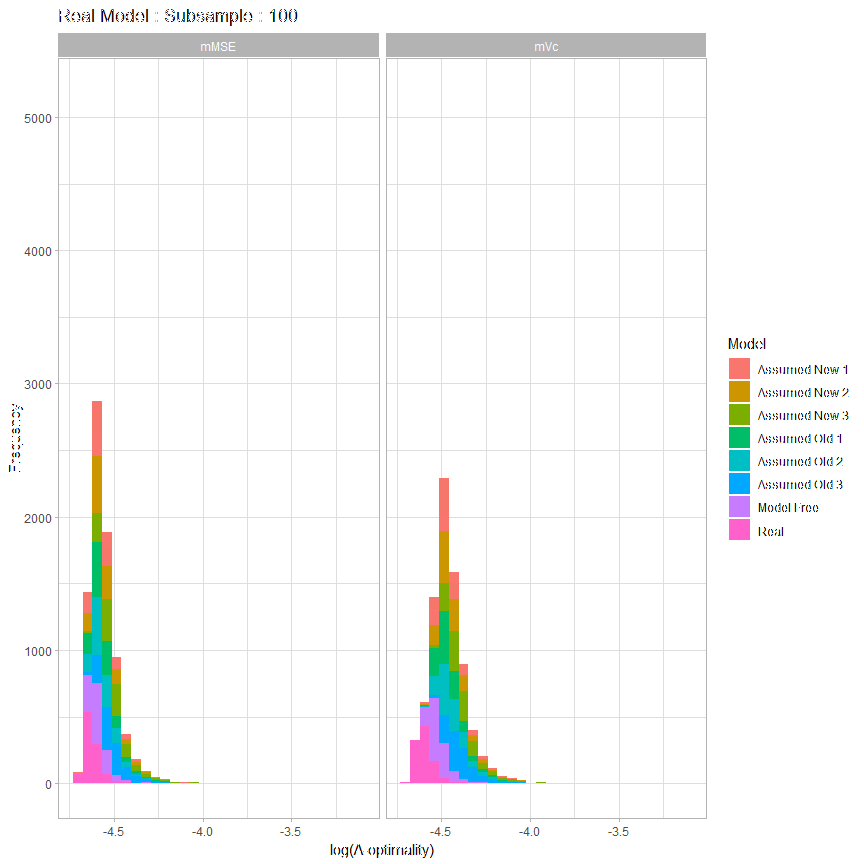 Real Model : Subsample : 100
mMSE
mVc
5000
4000
3000
2000
1000
0
Frequency
-4.5
-4.0
-3.5
-4.5
-4.0
-3.5
log(A-optimality)
Model
Assumed New 1
Assumed New 2
Assumed New 3
Assumed Old 1
Assumed Old 2
Assumed Old 3
Model Free
Real